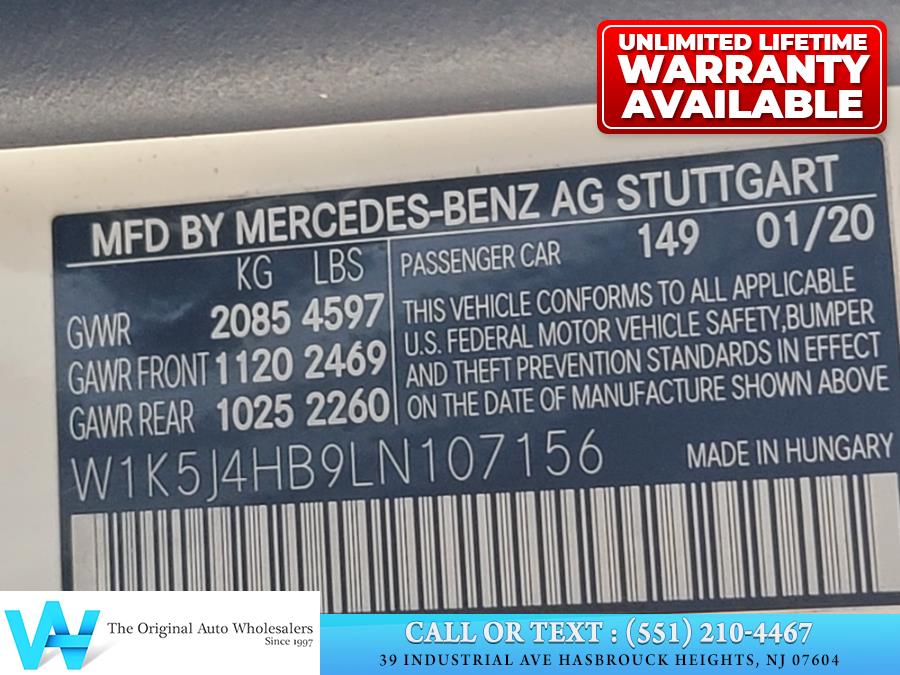 UNLIMITED LIFETIME
WARRANTY
AVAILABLE
MFD BY MERCEDES-BENZ AG STUTTGART
KG LBS
GVWR 2085 4597
GAWR FRONT 1120 2469
GAWR REAR 1025 2260
PASSENGER CAR 149 01/20
THIS VEHICLE CONFORMS TO ALL APPLICABLE
U.S. FEDERAL MOTOR VEHICLE SAFETY,BUMPER
AND THEFT PREVENTION STANDARDS IN EFFECT
ON THE DATE OF MANUFACTURE SHOWN ABOVE
W1K5J4HB9LN107156
MADE IN HUNGARY
The Original Auto Wholesalers
Since 1997
CALL OR TEXT : (551) 210-4467
39 INDUSTRIAL AVE HASBROUCK HEIGHTS, NJ 07604